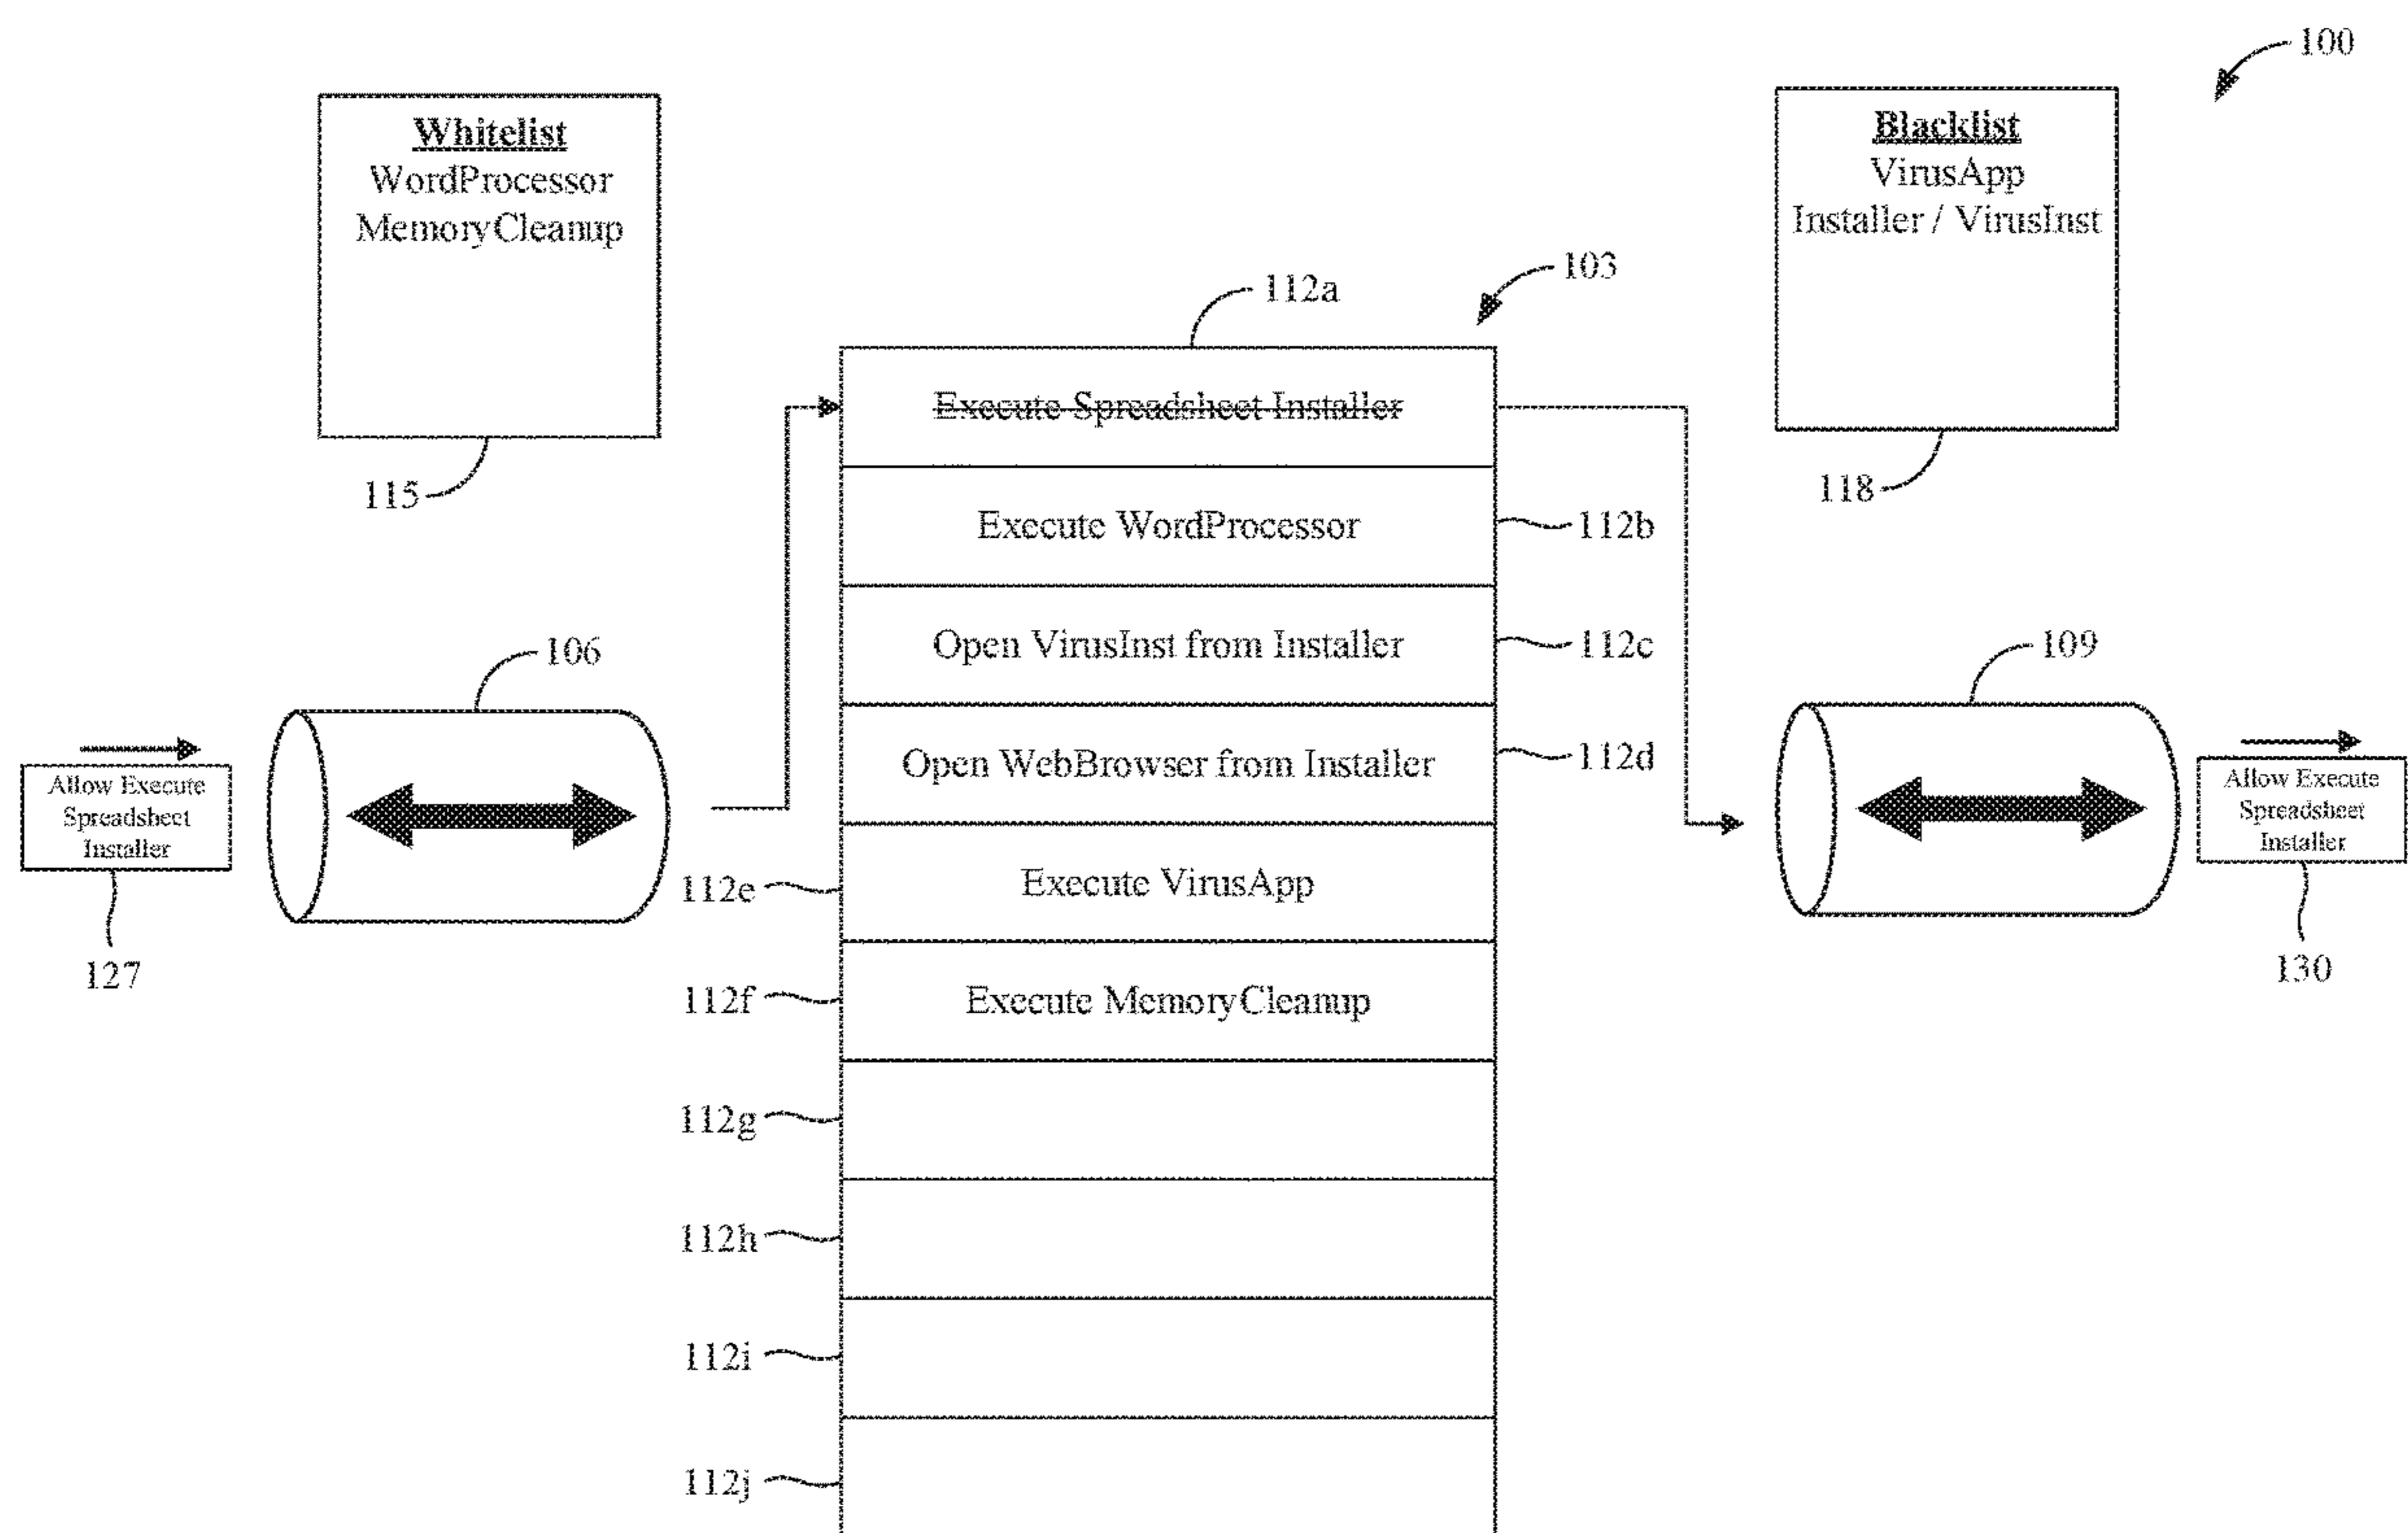 100
Whitelist
WordProcessor
MemoryCleanup
115
Blacklist
VirusApp
Installer / VirusInst
118
103
112a
Execute Spreadsheet Installer
Execute WordProcessor
112b
Open VirusInst from Installer
112c
Open WebBrowser from Installer
112d
112e
Execute VirusApp
112f
Execute MemoryCleanup
112g
112h
112i
112j
106
Allow Execute
Spreadsheet
Installer
127
109
Allow Execute
Spreadsheet
Installer
130